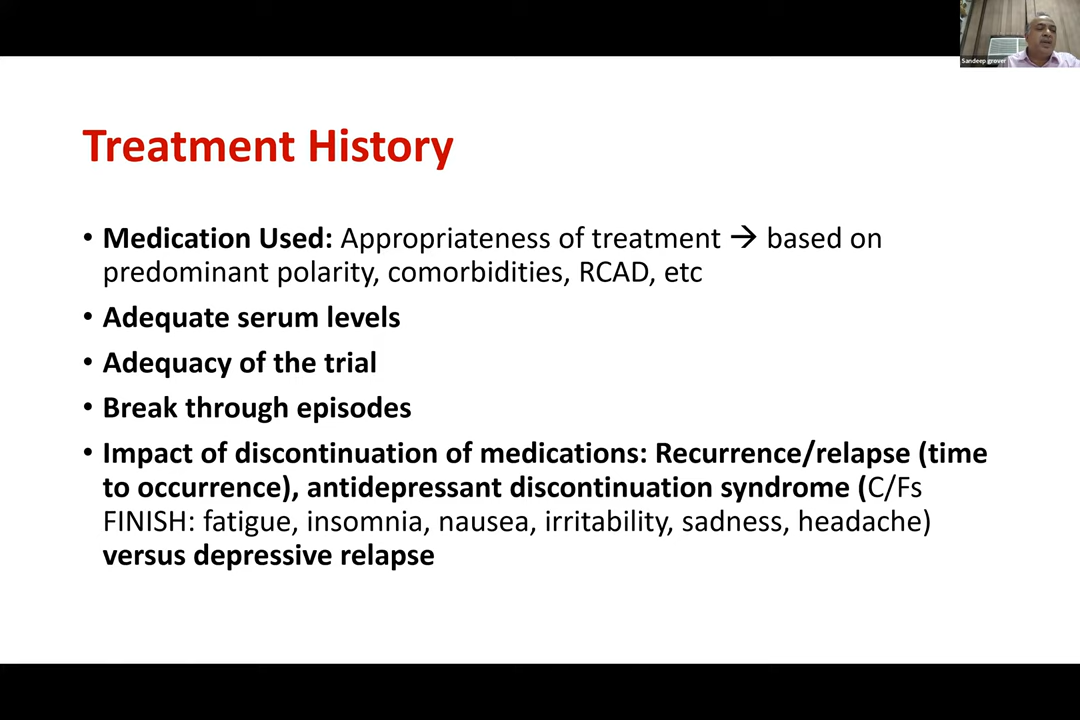 Sandeep grover
Treatment History
• Medication Used: Appropriateness of treatment → based on
predominant polarity, comorbidities, RCAD, etc
• Adequate serum levels
• Adequacy of the trial
• Break through episodes
• Impact of discontinuation of medications: Recurrence/relapse (time
to occurrence), antidepressant discontinuation syndrome (C/Fs
FINISH: fatigue, insomnia, nausea, irritability, sadness, headache)
versus depressive relapse